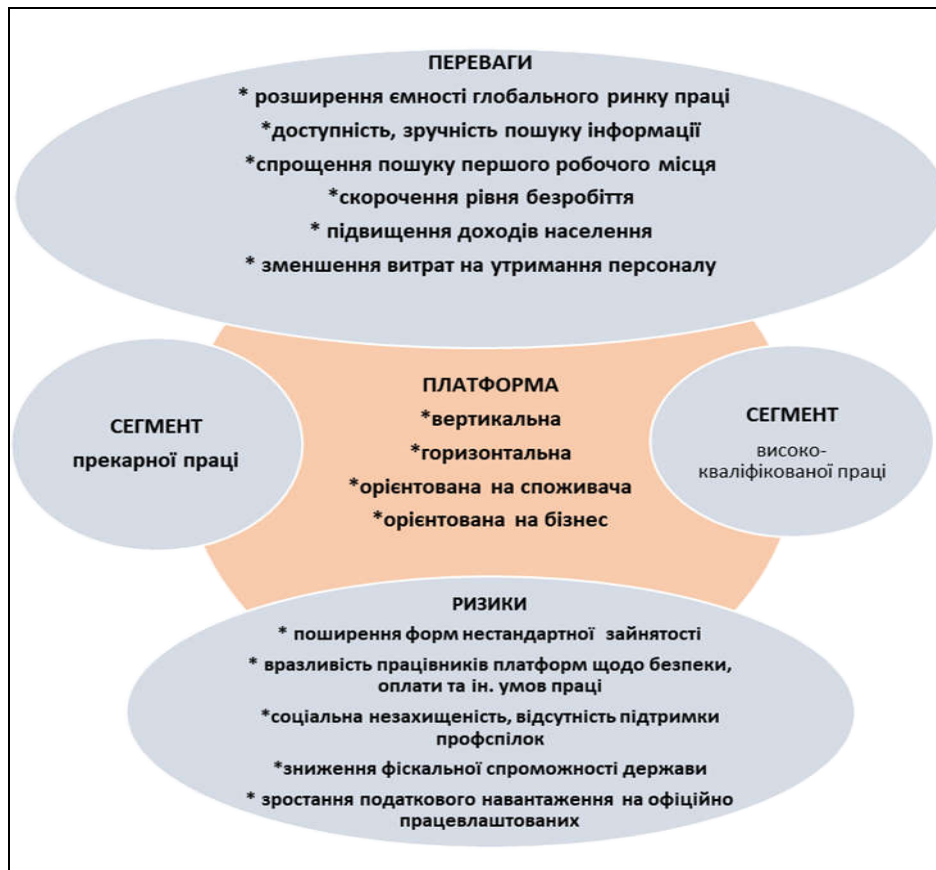 ПЕРЕВАГИ
* розширення ємності глобального ринку праці
*доступність, зручність пошуку інформації
*спрощення пошуку першого робочого місця
*скорочення рівня безробіття
* підвищення доходів населення
* зменшення витрат на утримання персоналу
СЕГМЕНТ
прекарної праці
ПЛАТФОРМА
*вертикальна
*горизонтальна
*орієнтована на споживача
*орієнтована на бізнес
СЕГМЕНТ
високо-
кваліфікованої праці
РИЗИКИ
* поширення форм нестандартної зайнятості
* вразливість працівників платформ щодо безпеки,
оплати та ін. умов праці
*соціальна незахищеність, відсутність підтримки
профспілок
*зниження фіскальної спроможності держави
* зростання податкового навантаження на офіційно
працевлаштованих